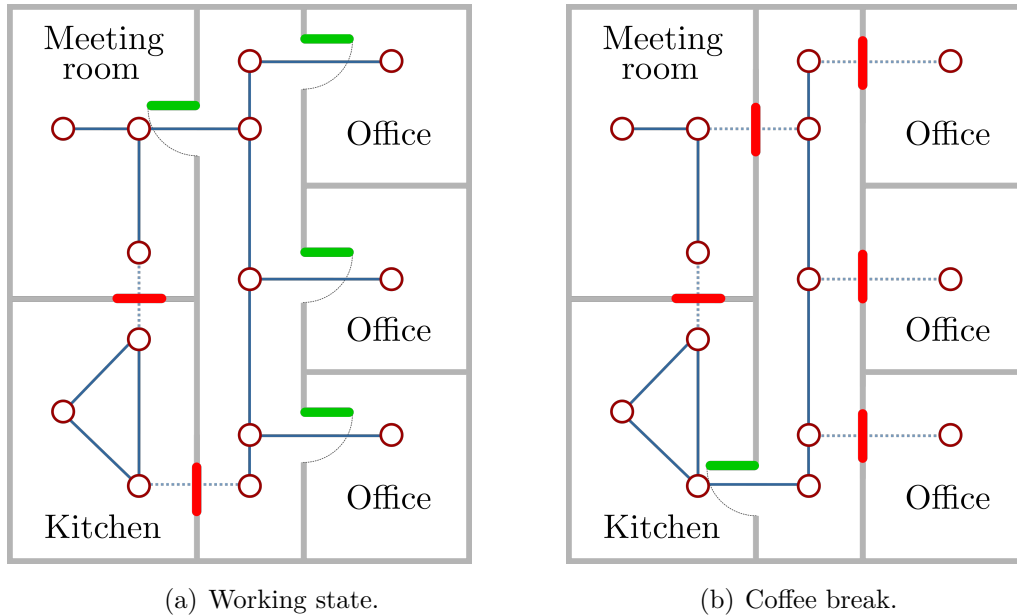 Meeting
room
Office
Office
Office
Kitchen
(a) Working state.
Meeting
room
Office
Office
Office
Kitchen
(b) Coffee break.